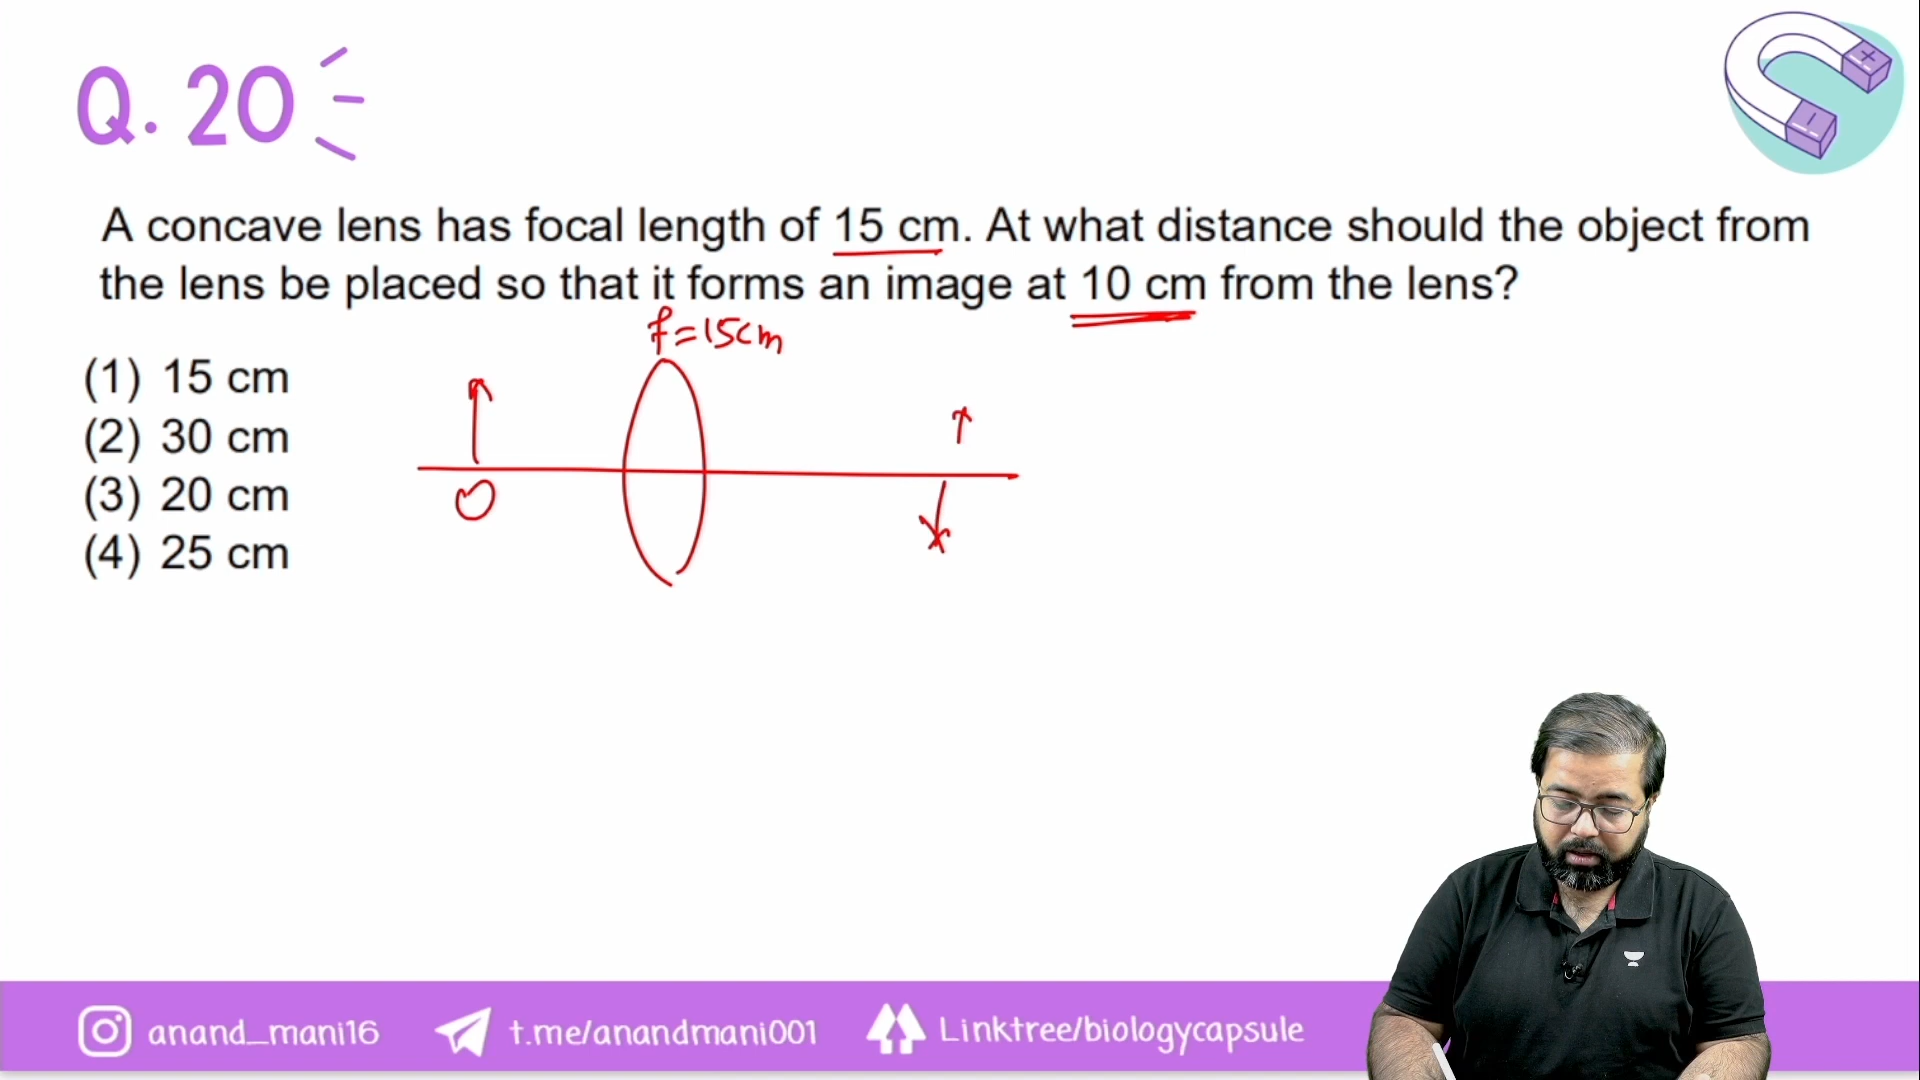 Q. 20
A concave lens has focal length of 15 cm. At what distance should the object from
the lens be placed so that it forms an image at 10 cm from the lens?
f=15cm
(1) 15 cm
(2) 30 cm
(3) 20 cm
(4) 25 cm
O
anand_mani16
t.me/anandmani001
Linktree/biologycapsule